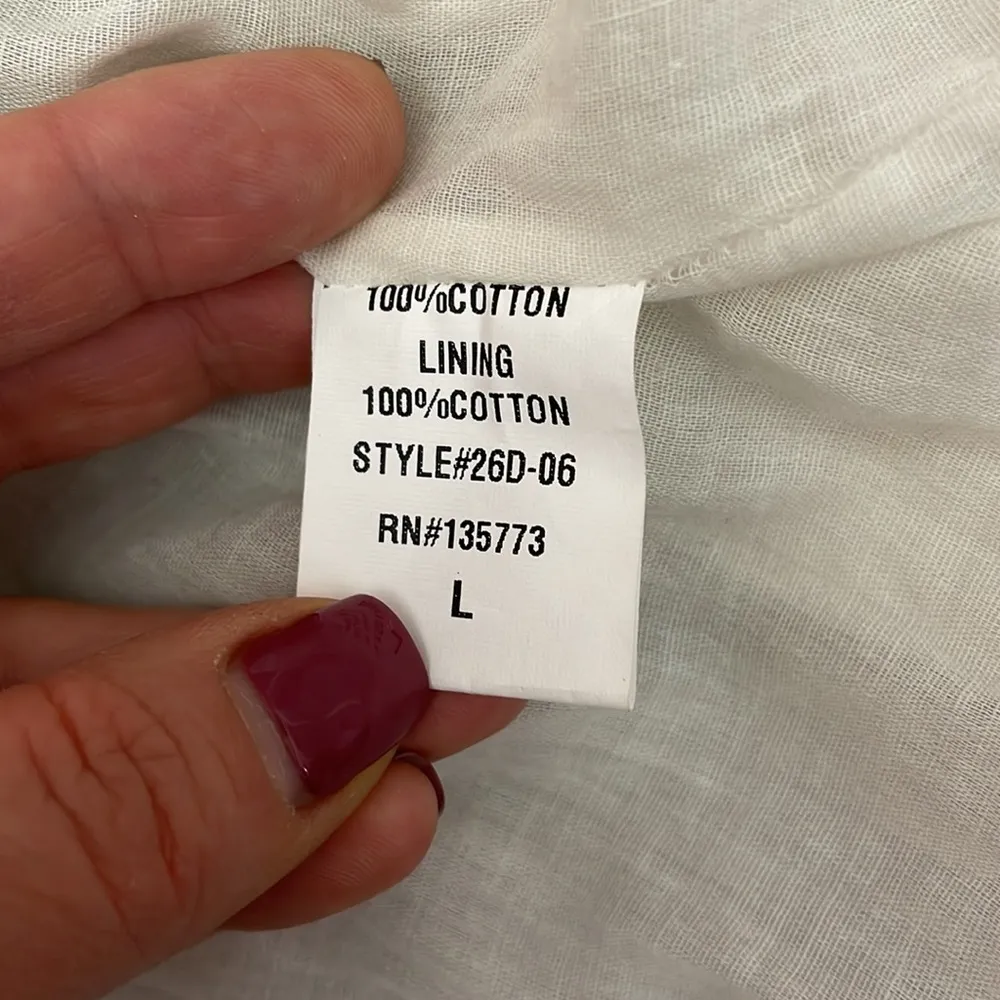 100%COTTON
LINING
100%COTTON
STYLE#26D-06
RN#135773
L